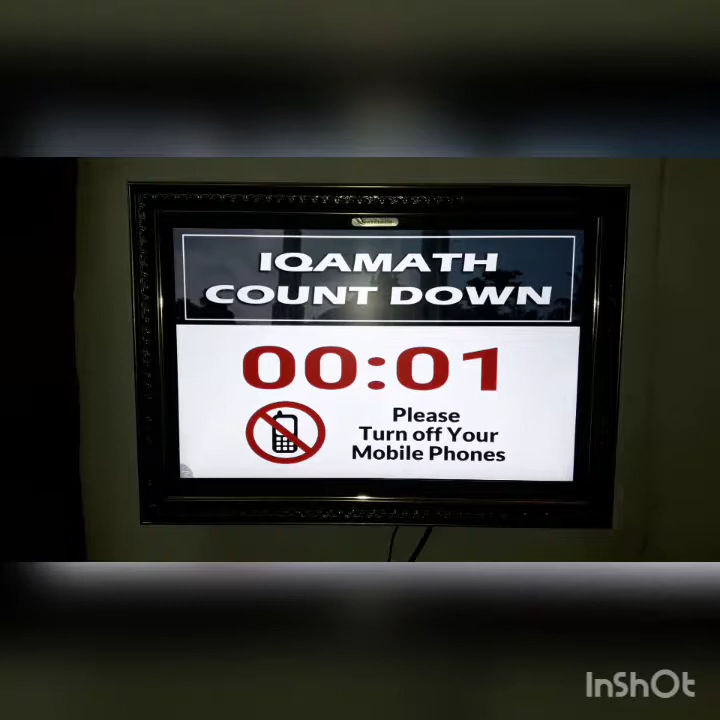 IQAMATH
COUNT DOWN
00:01
Please
Turn off Your
Mobile Phones
InShOt